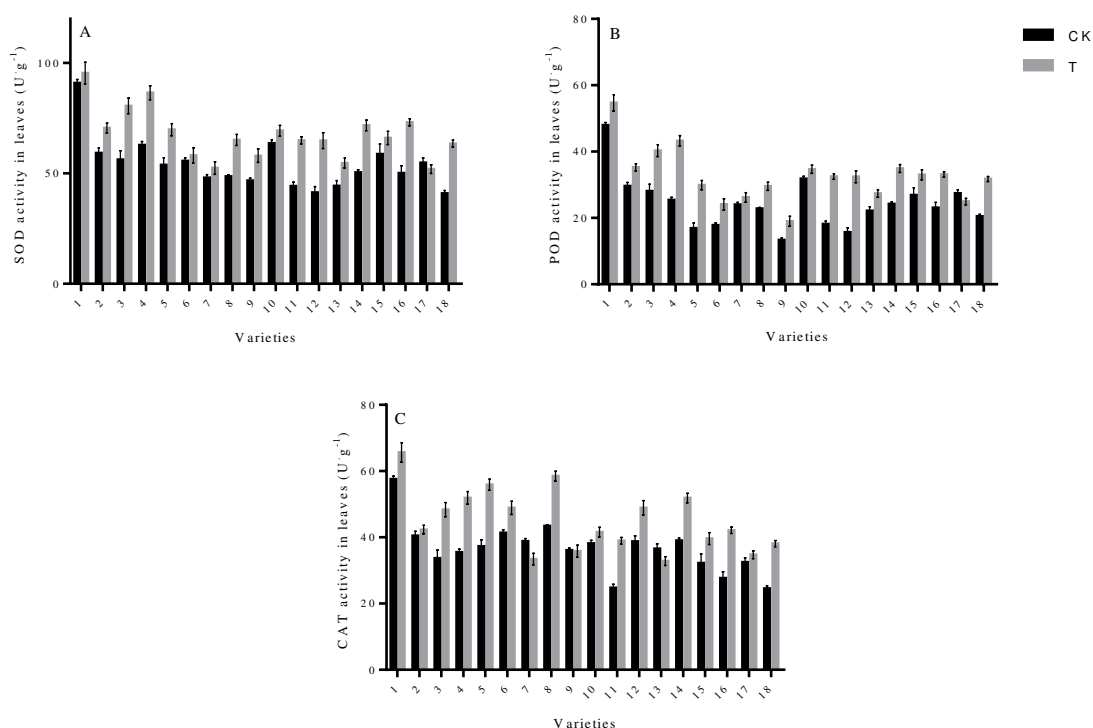 A
SOD activity in leaves (U·g⁻¹)
100
50
0
1 2 3 4 5 6 7 8 9 10 11 12 13 14 15 16 17 18
Varieties
B
POD activity in leaves (U·g⁻¹)
80
60
40
20
0
1 2 3 4 5 6 7 8 9 10 11 12 13 14 15 16 17 18
Varieties
CK
T
C
CAT activity in leaves (U·g⁻¹)
80
60
40
20
0
1 2 3 4 5 6 7 8 9 10 11 12 13 14 15 16 17 18
Varieties